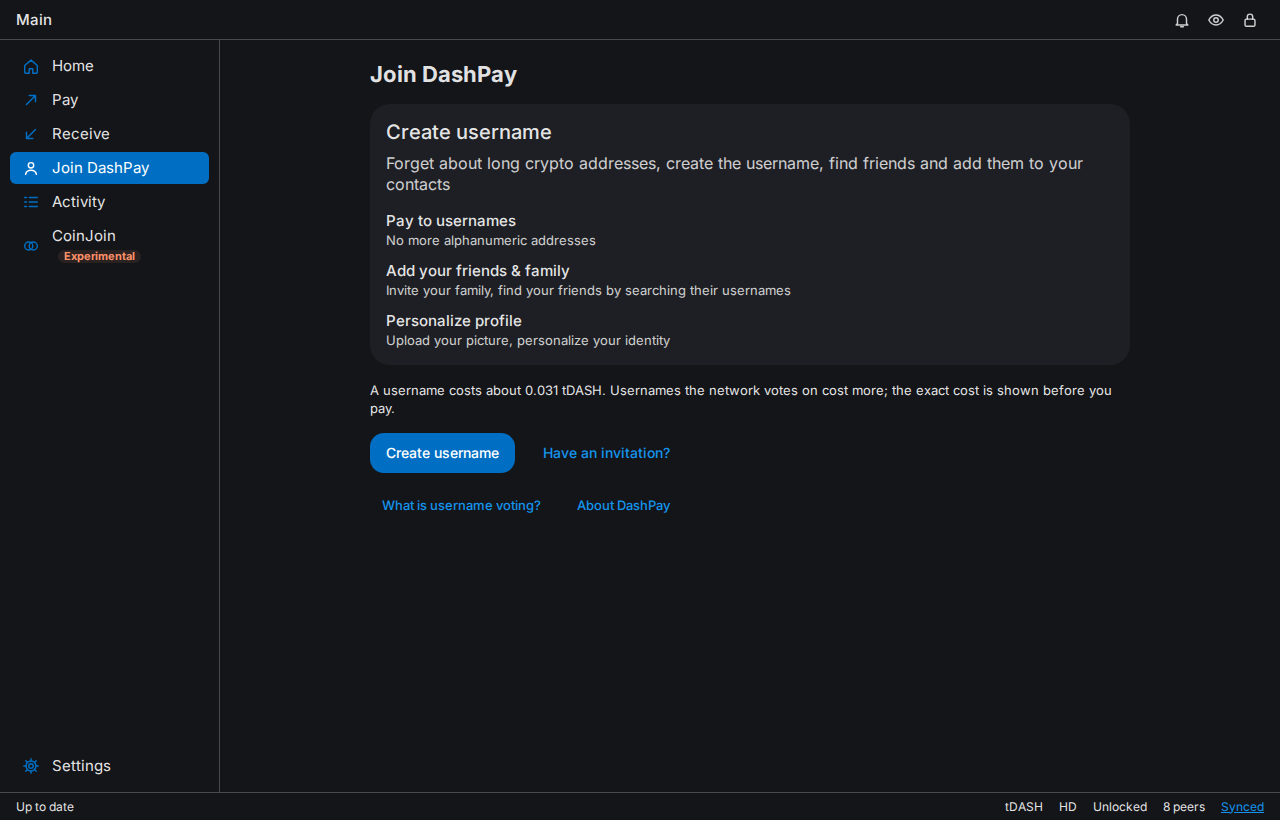 Main
Home
Pay
Receive
Join DashPay
Activity
CoinJoin
Experimental
Settings
Join DashPay
Create username
Forget about long crypto addresses, create the username, find friends and add them to your
contacts
Pay to usernames
No more alphanumeric addresses
Add your friends & family
Invite your family, find your friends by searching their usernames
Personalize profile
Upload your picture, personalize your identity
A username costs about 0.031 tDASH. Usernames the network votes on cost more; the exact cost is shown before you
pay.
Create username
Have an invitation?
What is username voting?
About DashPay
Up to date
tDASH
HD
Unlocked
8 peers
Synced